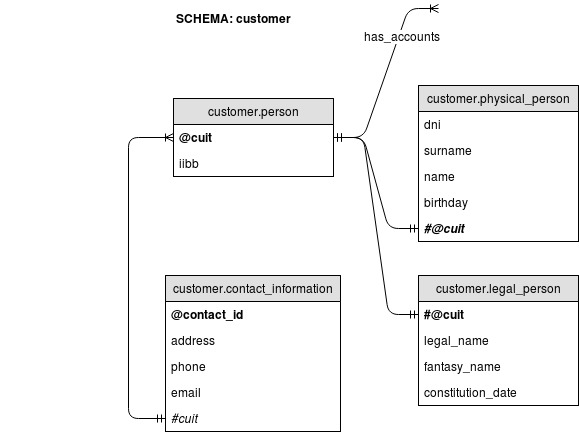 SCHEMA: customer
has_accounts
customer.person
@cuit
iibb
customer.physical_person
dni
surname
name
birthday
#@cuit
customer.contact_information
@contact_id
address
phone
email
#cuit
customer.legal_person
#@cuit
legal_name
fantasy_name
constitution_date